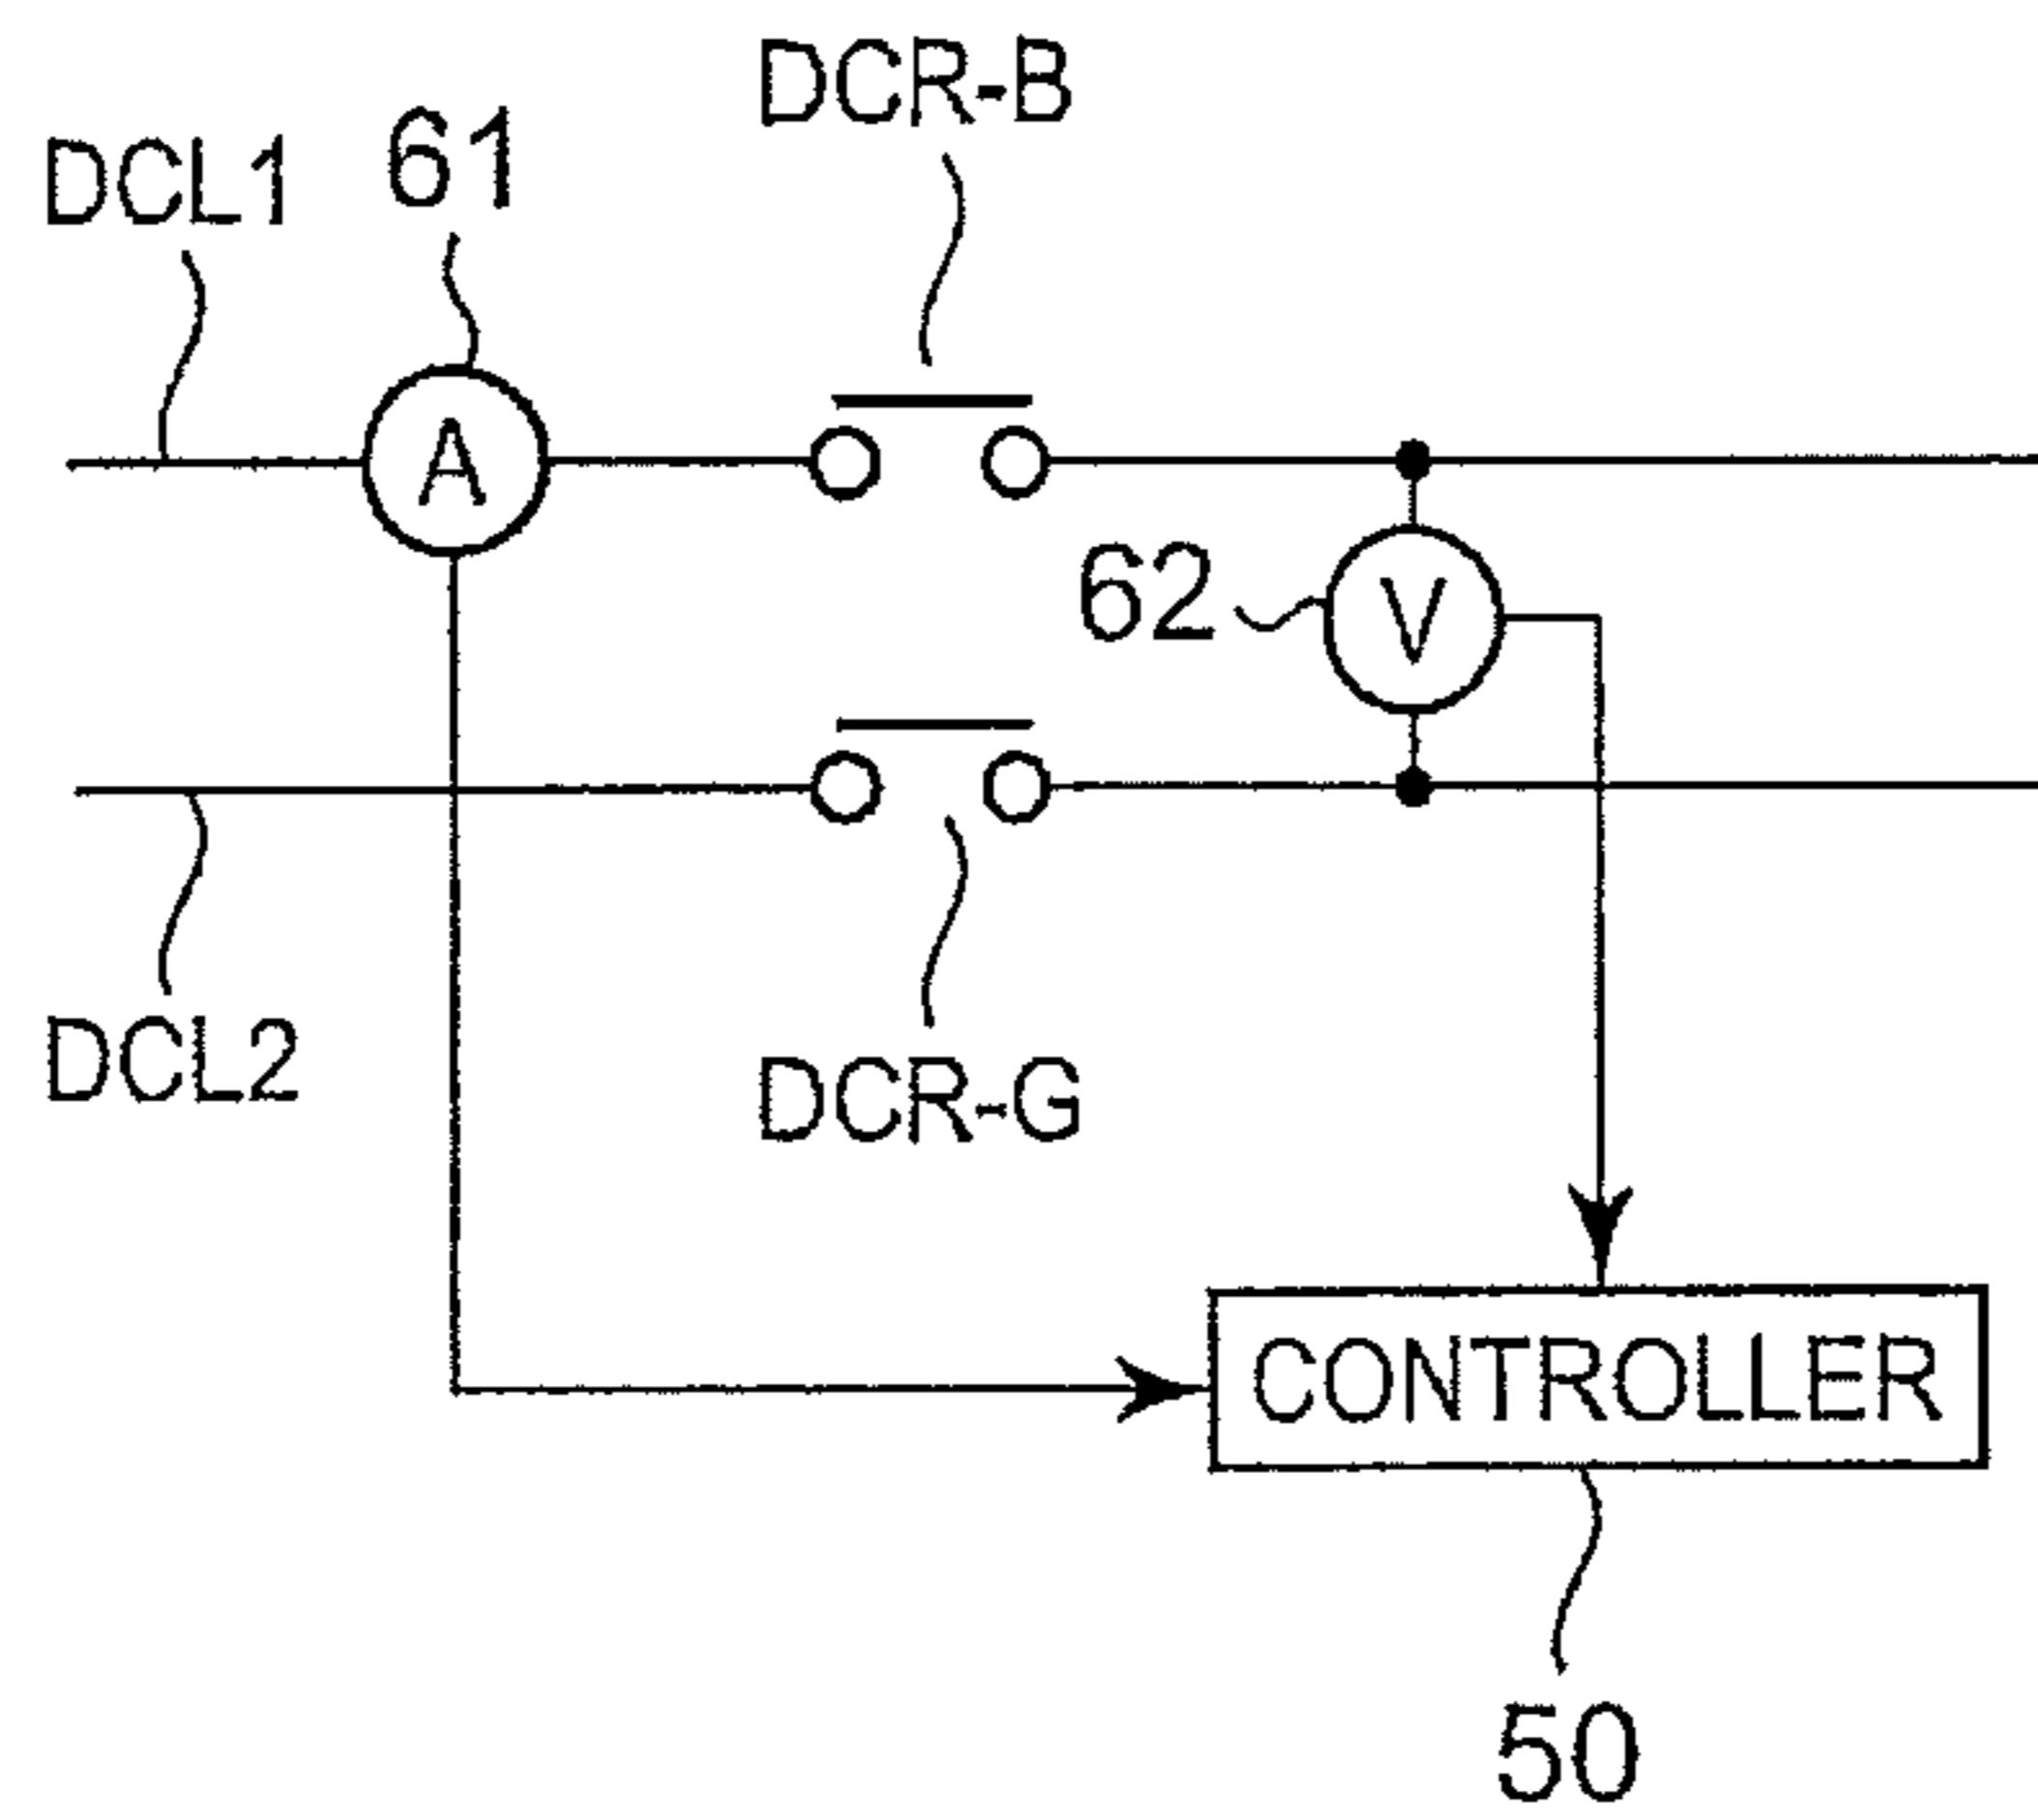 DCR-B
DCL1
61
A
62
V
DCL2
DCR-G
CONTROLLER
50